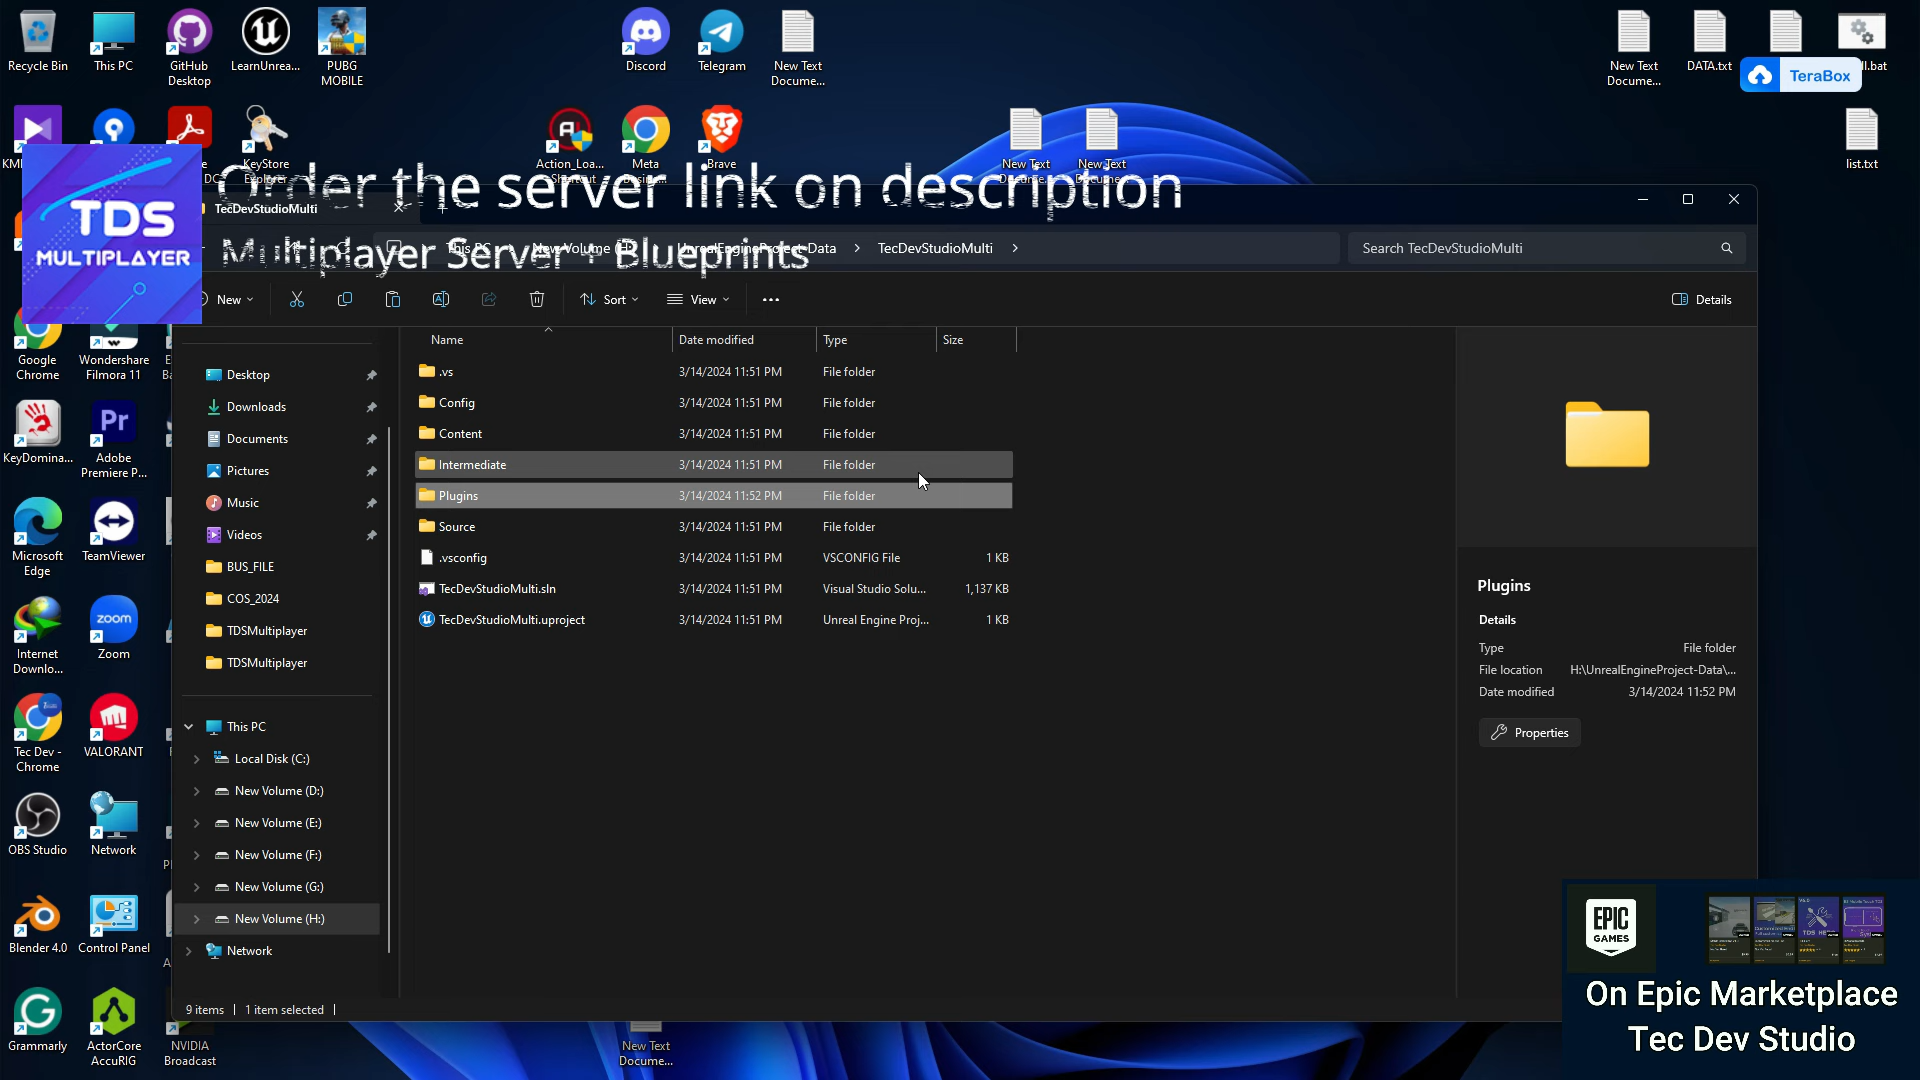 Recycle Bin
This PC
GitHub Desktop
LearnUnrea...
PUBG MOBILE
Discord
Telegram
New Text Docume...
New Text Docume...
DATA.txt
TeraBox
list.txt
KeyStore
Action_Loa...
Meta
Brave
New Text
New Text
Order the server link on description
Multiplayer Server + Blueprints
TDS
MULTIPLAYER
TecDevStudioMulti
This PC
New Volume
UnrealEngineProject-Data
TecDevStudioMulti
Search TecDevStudioMulti
New
Sort
View
Details
Name
Date modified
Type
Size
.vs 3/14/2024 11:51 PM File folder
Config 3/14/2024 11:51 PM File folder
Content 3/14/2024 11:51 PM File folder
Intermediate 3/14/2024 11:51 PM File folder
Plugins 3/14/2024 11:52 PM File folder
Source 3/14/2024 11:51 PM File folder
.vsconfig 3/14/2024 11:51 PM VSCONFIG File 1 KB
TecDevStudioMulti.sln 3/14/2024 11:51 PM Visual Studio Solu... 1,137 KB
TecDevStudioMulti.uproject 3/14/2024 11:51 PM Unreal Engine Proj... 1 KB
Desktop
Downloads
Documents
Pictures
Music
Videos
BUS_FILE
COS_2024
TDSMultiplayer
TDSMultiplayer
This PC
Local Disk (C:)
New Volume (D:)
New Volume (E:)
New Volume (F:)
New Volume (G:)
New Volume (H:)
Network
9 items
1 item selected
Plugins
Details
Type File folder
File location H:\UnrealEngineProject-Data\...
Date modified 3/14/2024 11:52 PM
Properties
Google Chrome
Wondershare Filmora 11
KeyDomina...
Adobe Premiere P...
Microsoft Edge
TeamViewer
Internet Downlo...
zoom
Zoom
Tec Dev - Chrome
VALORANT
OBS Studio
Network
Blender 4.0
Control Panel
Grammarly
ActorCore AccuRIG
NVIDIA Broadcast
New Text Docume...
EPIC
GAMES
On Epic Marketplace
Tec Dev Studio